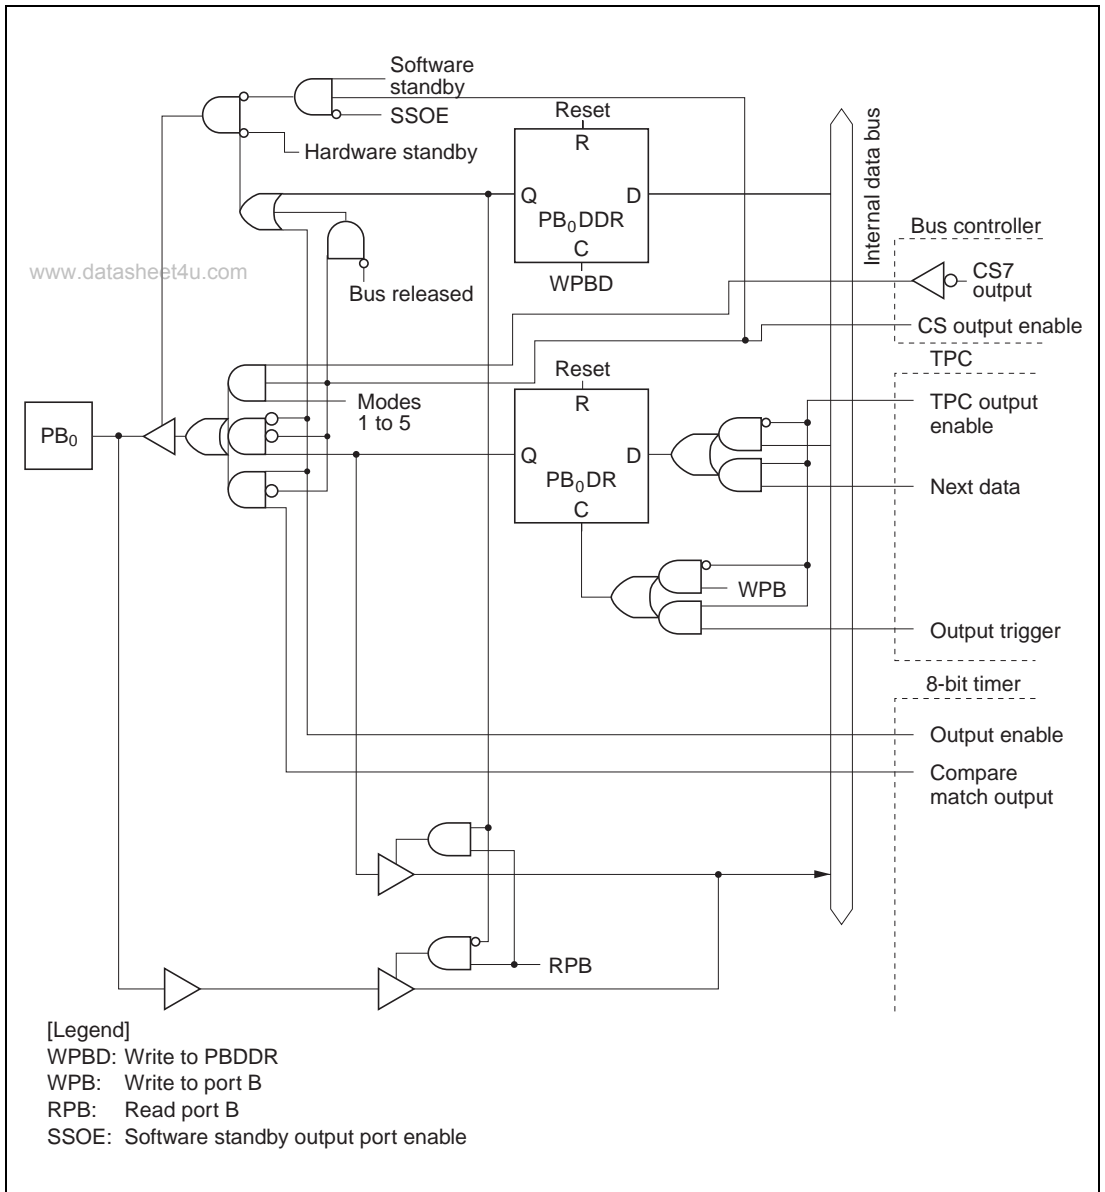 Software
standby
SSOE
Hardware standby
Reset
R
Q
D
PB0DDR
C
WPBD
Internal data bus
Bus controller
CS7
output
CS output enable
www.datasheet4u.com
Bus released
TPC
Reset
R
Modes
1 to 5
TPC output
enable
PB0
Q
D
PB0DR
C
Next data
WPB
Output trigger
8-bit timer
Output enable
Compare
match output
RPB
[Legend]
WPBD: Write to PBDDR
WPB: Write to port B
RPB: Read port B
SSOE: Software standby output port enable